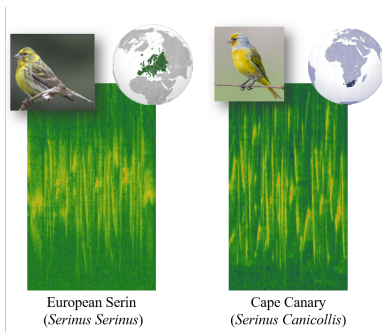 European Serin
(Serinus Serinus)
Cape Canary
(Serinus Canicollis)